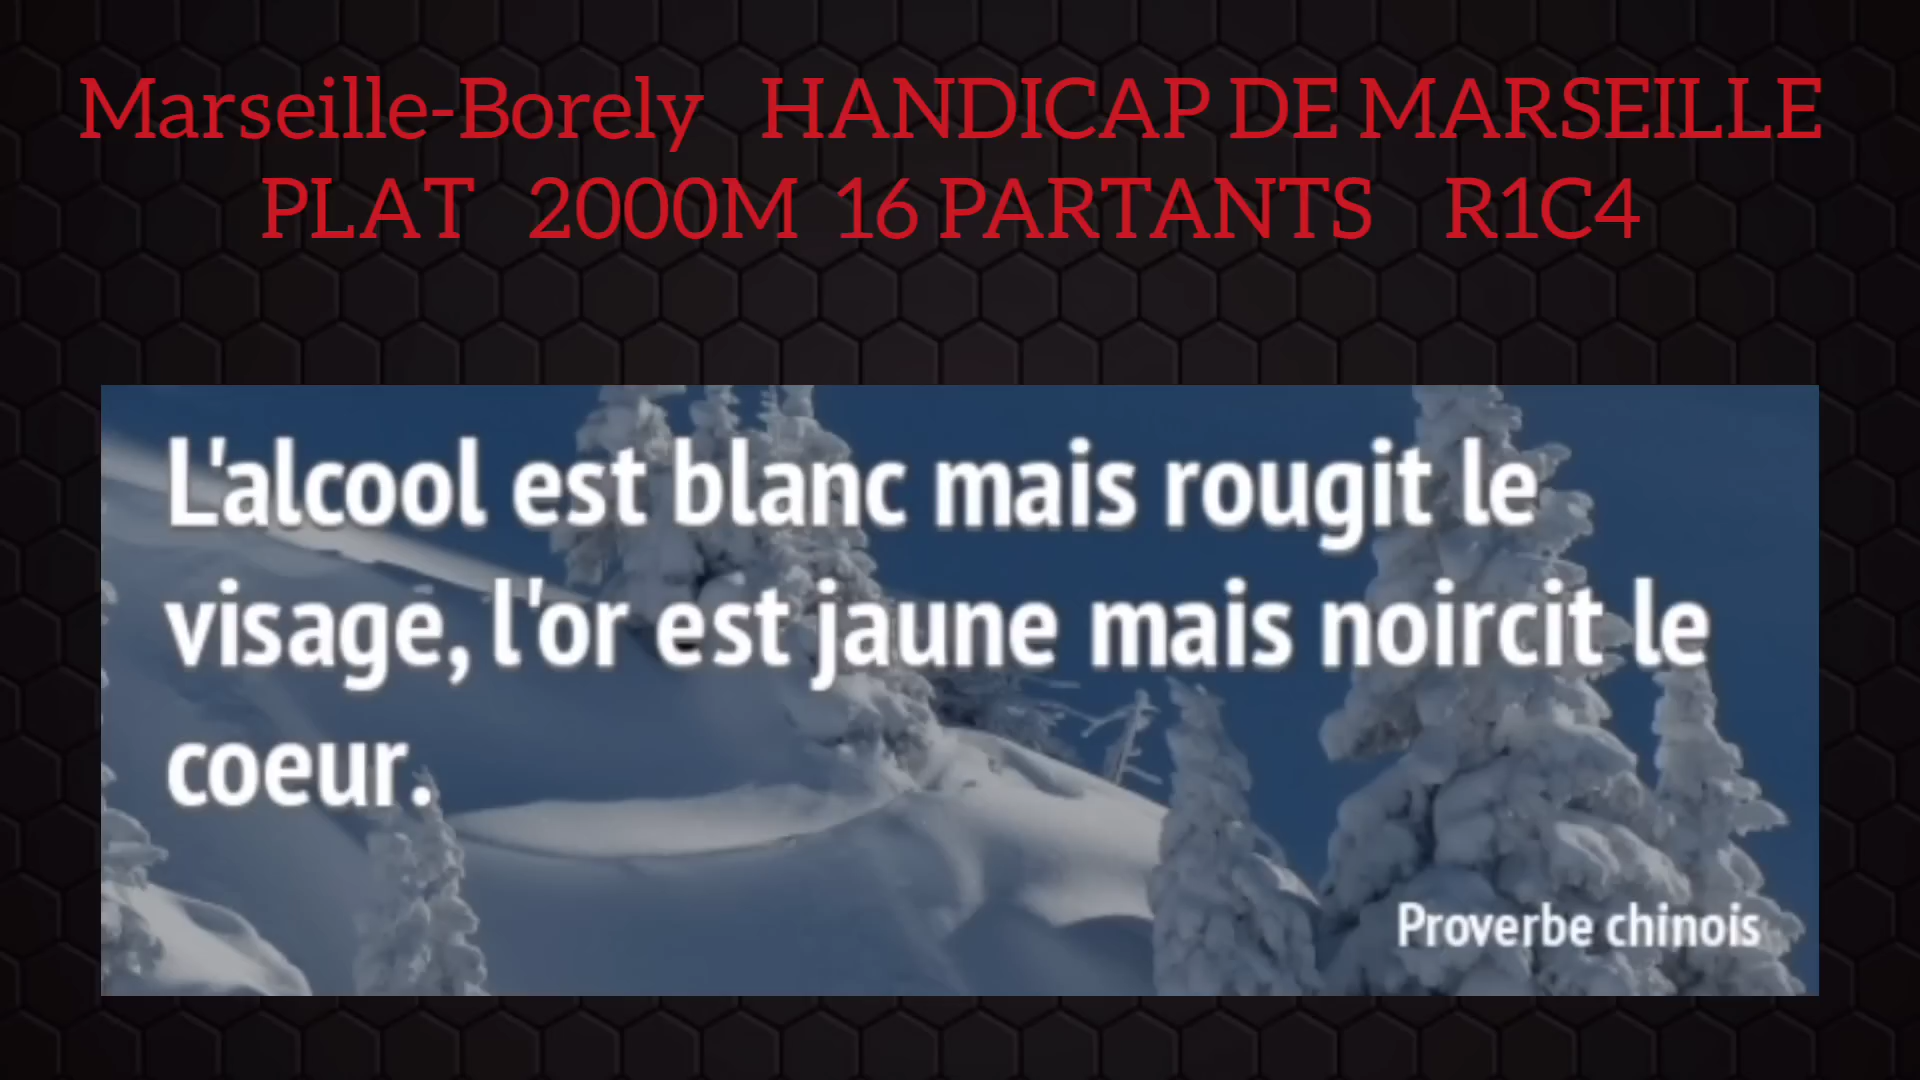 Marseille-Borely HANDICAP DE MARSEILLE
PLAT 2000M 16 PARTANTS R1C4
L'alcool est blanc mais rougit le
visage, l'or est jaune mais noircit le
coeur.
Proverbe chinois